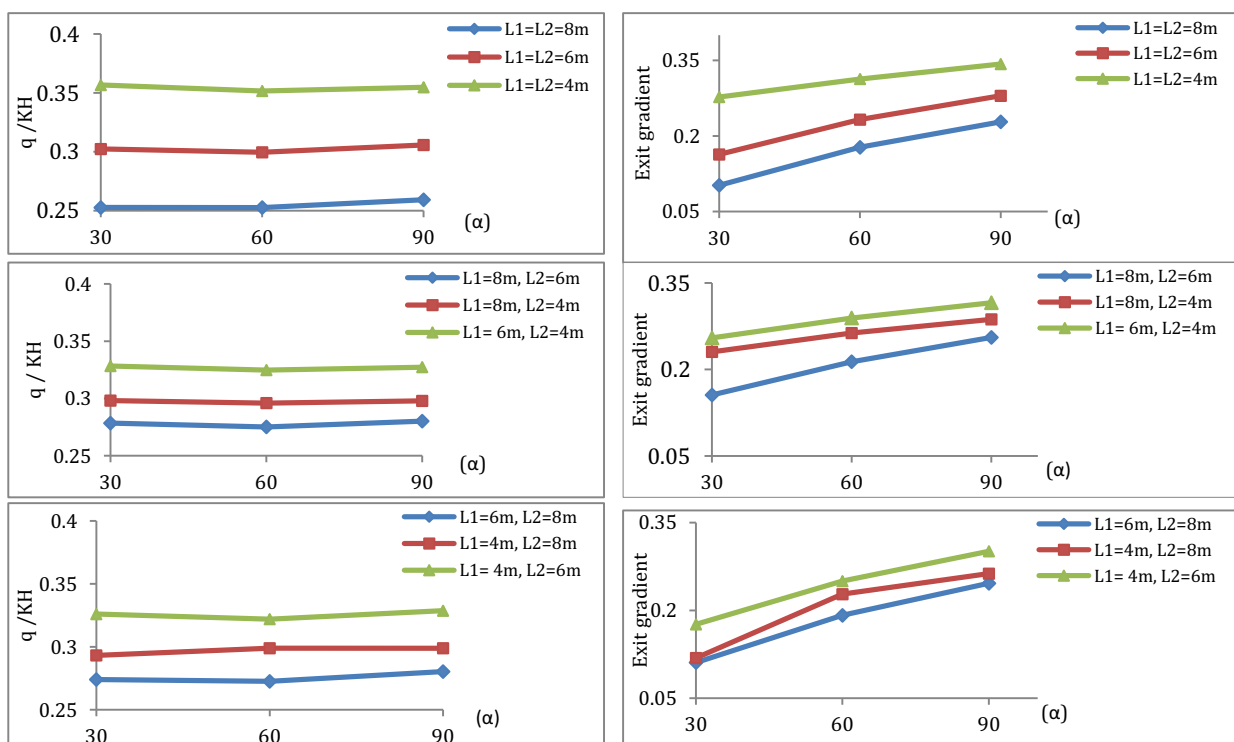 0.4
0.35
0.3
0.25
q /KH
30
60
90
(α)
L1=L2=8m
L1=L2=6m
L1=L2=4m
0.35
0.2
0.05
Exit gradient
30
60
90
(α)
L1=L2=8m
L1=L2=6m
L1=L2=4m
0.4
0.35
0.3
0.25
q / KH
30
60
90
(α)
L1=8m, L2=6m
L1=8m, L2=4m
L1= 6m, L2=4m
0.35
0.2
0.05
Exit gradient
30
60
90
(α)
L1=8m, L2=6m
L1=8m, L2=4m
L1= 6m, L2=4m
0.4
0.35
0.3
0.25
q /KH
30
60
90
(α)
L1=6m, L2=8m
L1=4m, L2=8m
L1= 4m, L2=6m
0.35
0.2
0.05
Exit gradient
30
60
90
(α)
L1=6m, L2=8m
L1=4m, L2=8m
L1= 4m, L2=6m